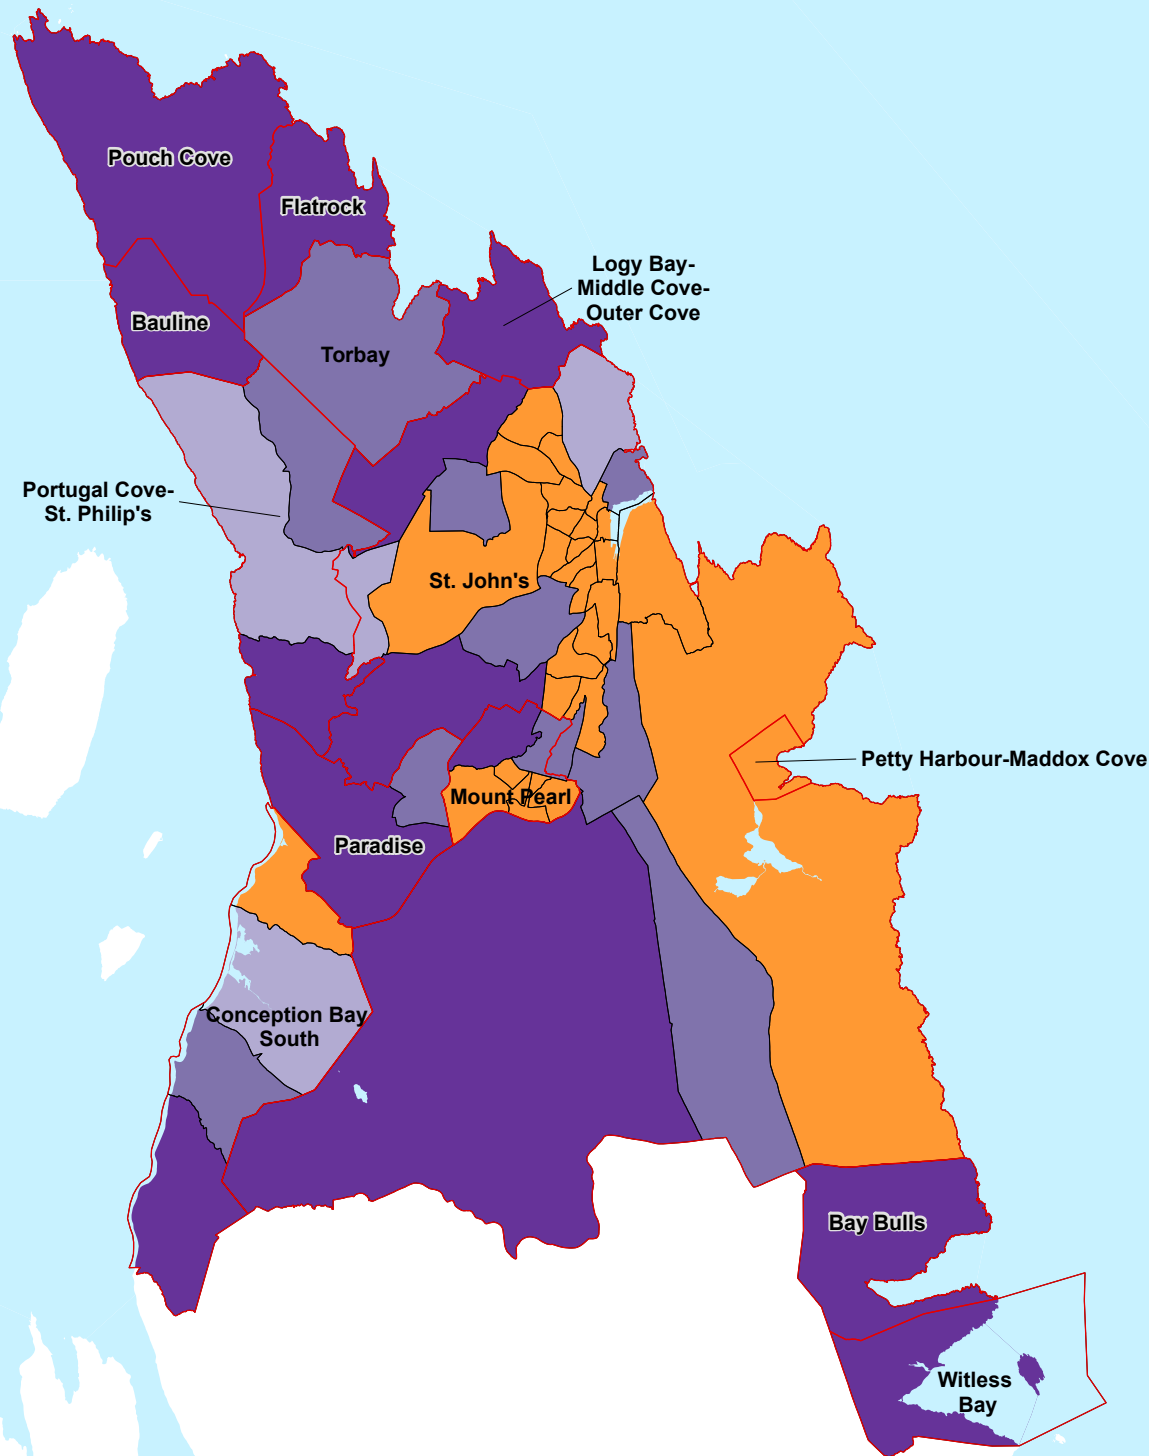 Pouch Cove
Flatrock
Logy Bay-
Middle Cove-
Outer Cove
Bauline
Torbay
Portugal Cove-
St. Philip's
St. John's
Petty Harbour-Maddox Cove
Mount Pearl
Paradise
Conception Bay
South
Bay Bulls
Witless
Bay